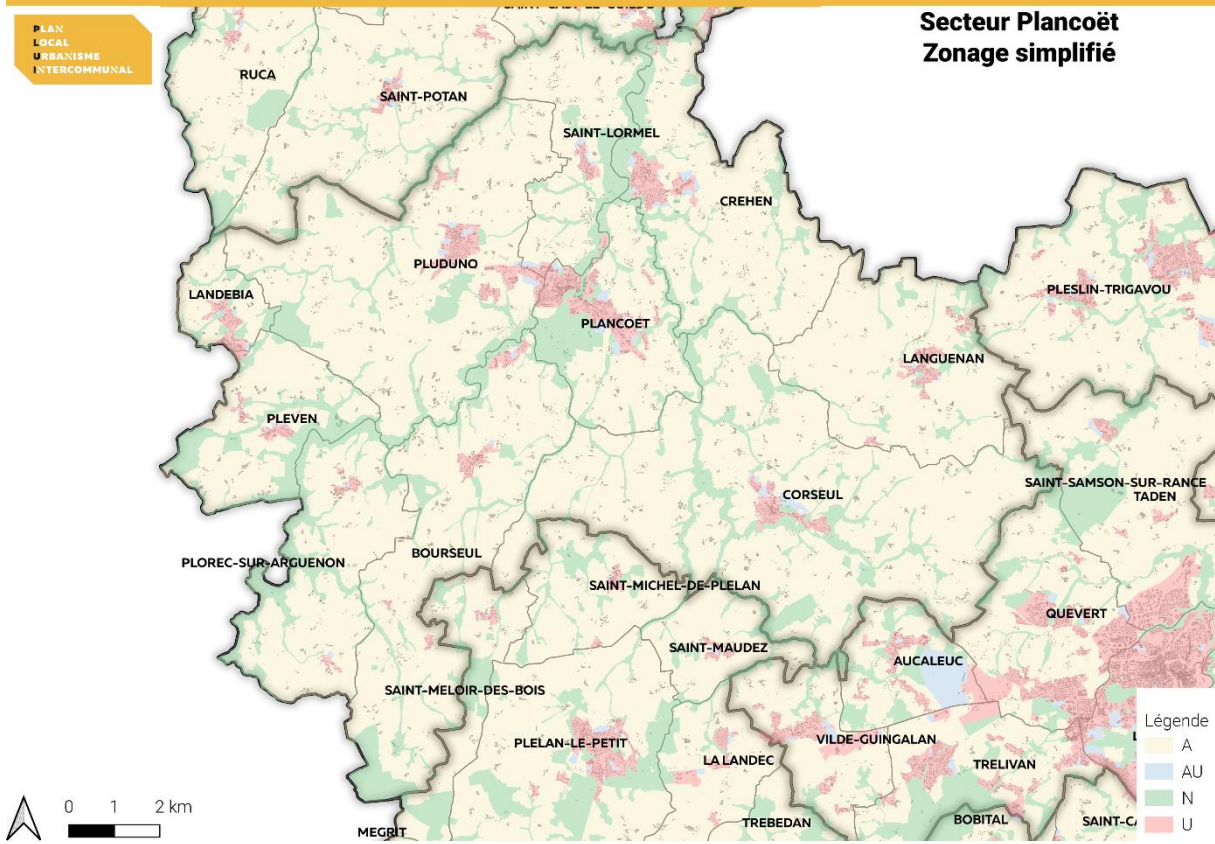 PLAN
LOCAL
URBANISME
INTERCOMMUNAL
Secteur Plancoët
Zonage simplifié
RUCA
SAINT-POTAN
SAINT-LORMEL
CREHEN
PLUDUNO
LANDEBIA
PLESLIN-TRIGAVOU
PLANCOET
LANGUENAN
PLEVEN
SAINT-SAMSON-SUR-RANCE
TADEN
CORSEUL
BOURSEUL
PLOREC-SUR-ARGUENON
SAINT-MICHEL-DE-PLELAN
QUEVERT
SAINT-MAUDEZ
AUCALEUC
SAINT-MELOIR-DES-BOIS
PLELAN-LE-PETIT
VILDE-GUINGALAN
LA LANDEC
TRELIVAN
TREBEDAN
BOBITAL
SAINT-CA
MEGRIT
0 1 2 km
Légende
A
AU
N
U